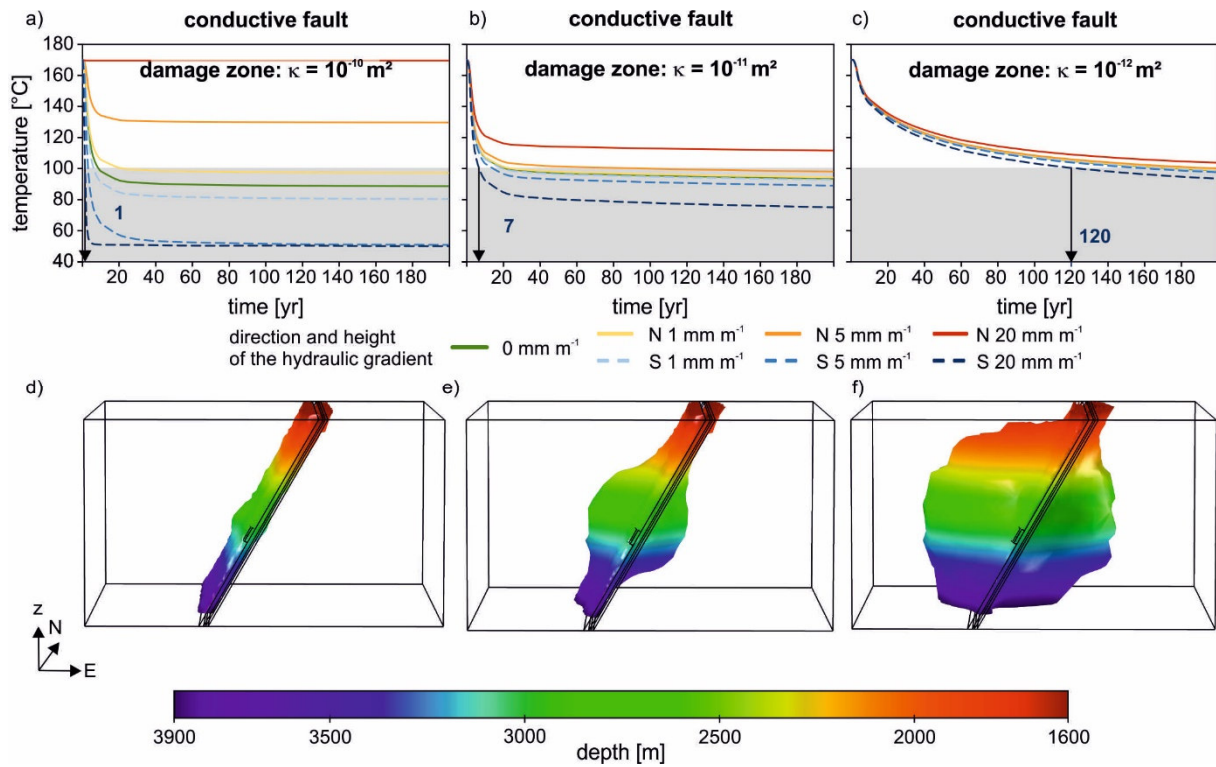 a) conductive fault
b) conductive fault
c) conductive fault
damage zone: κ = 10⁻¹⁰ m²
damage zone: κ = 10⁻¹¹ m²
damage zone: κ = 10⁻¹² m²
temperature [°C]
180
160
140
120
100
80
60
40
1
7
120
20 40 60 80 100 120 140 160 180
20 40 60 80 100 120 140 160 180
20 40 60 80 100 120 140 160 180
time [yr]
time [yr]
time [yr]
direction and height
of the hydraulic gradient
0 mm m⁻¹
N 1 mm m⁻¹ N 5 mm m⁻¹ N 20 mm m⁻¹
S 1 mm m⁻¹ S 5 mm m⁻¹ S 20 mm m⁻¹
d) e) f)
z
N
E
3900 3500 3000 2500 2000 1600
depth [m]